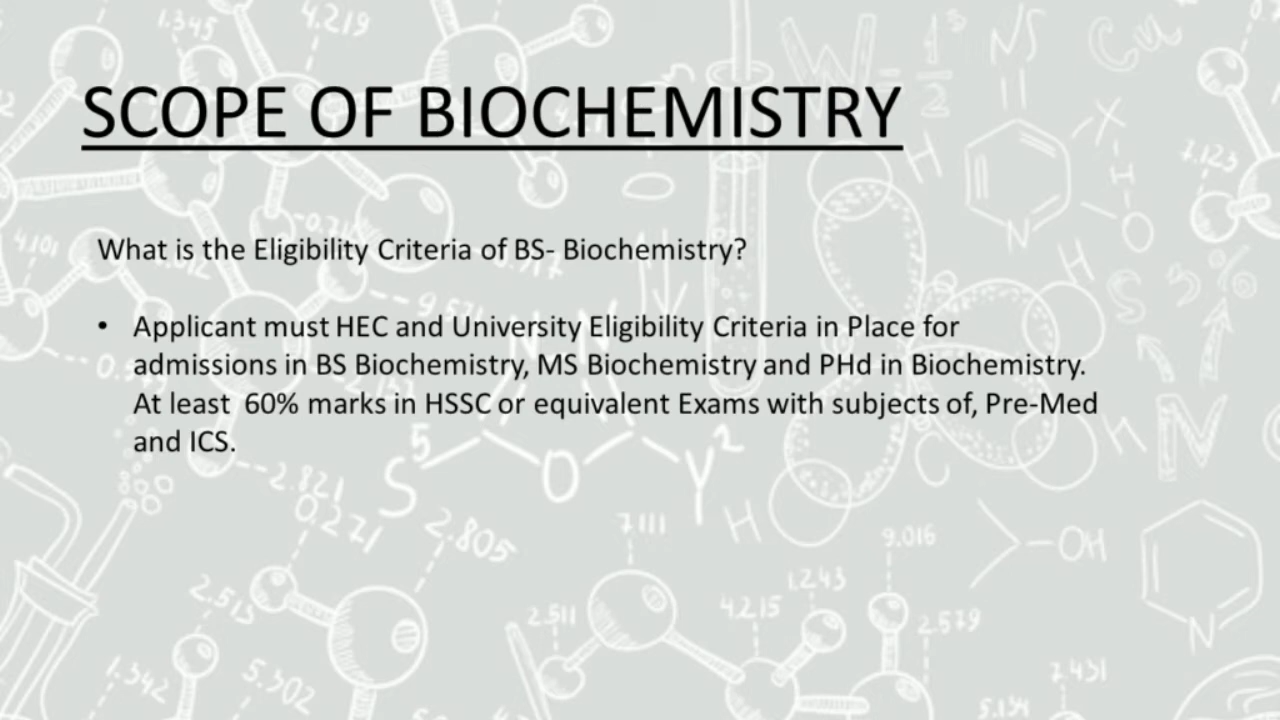 SCOPE OF BIOCHEMISTRY
What is the Eligibility Criteria of BS- Biochemistry?
• Applicant must HEC and University Eligibility Criteria in Place for
admissions in BS Biochemistry, MS Biochemistry and PHd in Biochemistry.
At least 60% marks in HSSC or equivalent Exams with subjects of, Pre-Med
and ICS.